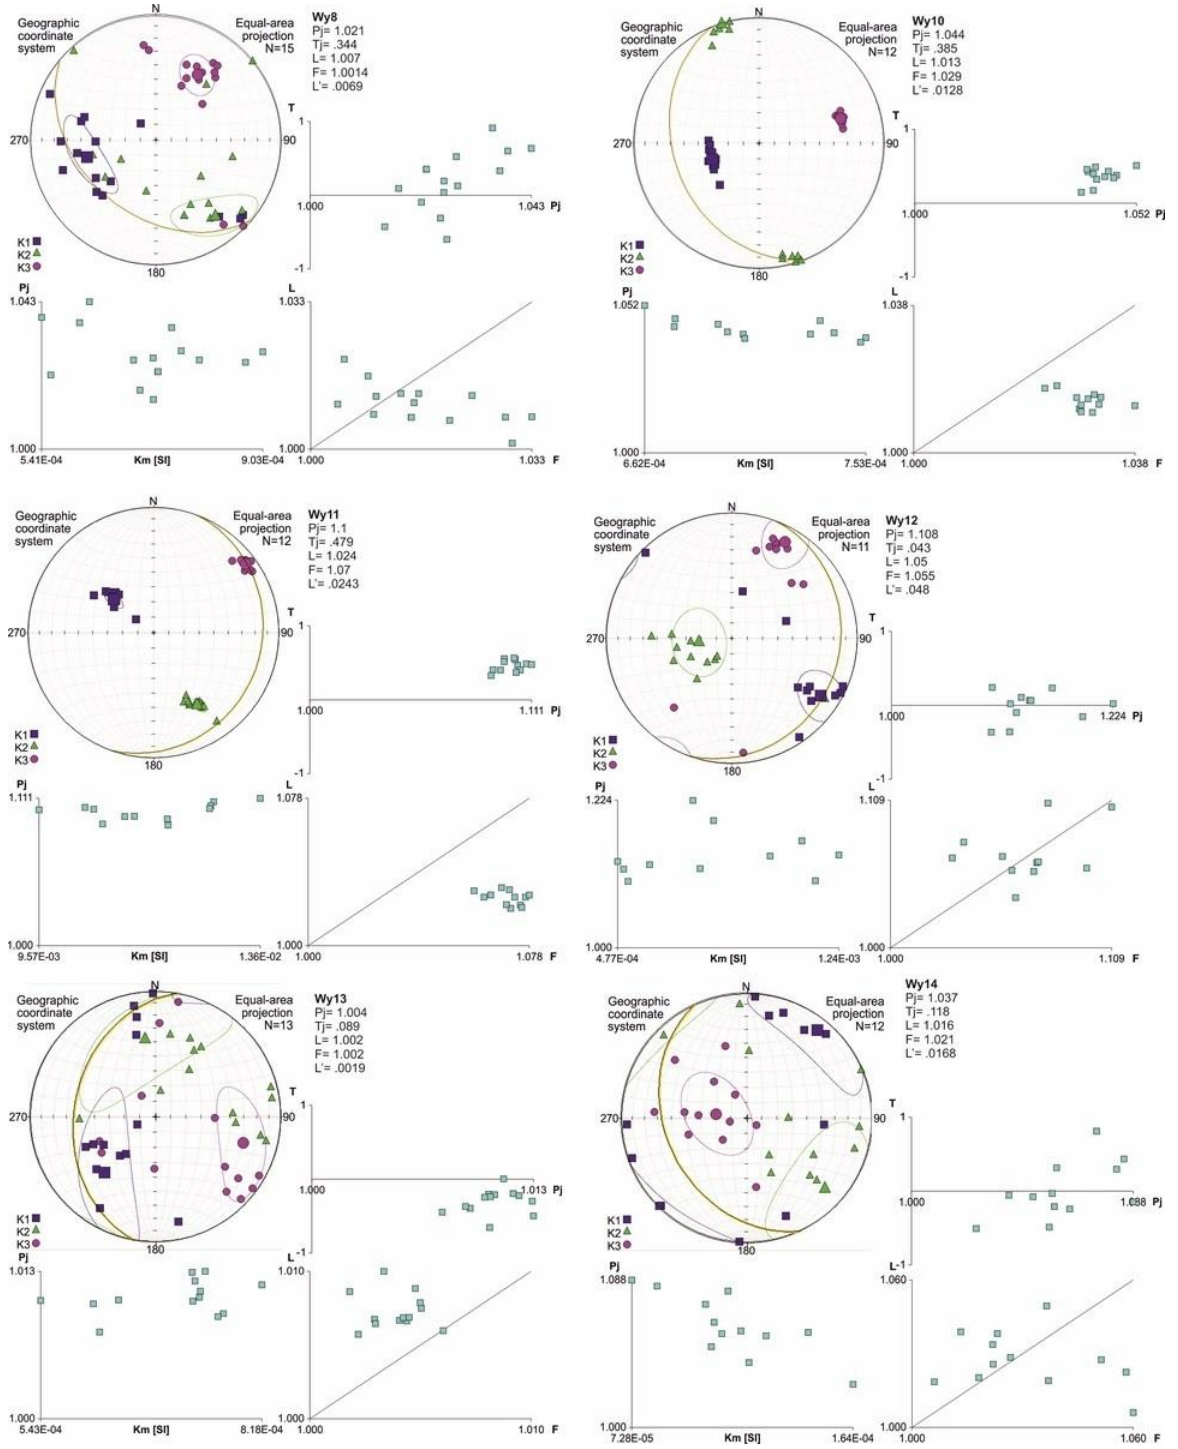 Geographic
coordinate
system
N
Equal-area
projection
N=15
270
90
180
K1
K2
K3
Wy8
Pj= 1.021
Tj= .344
L= 1.007
F= 1.0014
L'= .0069
T
1
1.000
1.043
Pj
-1
Pj
1.043
1.000
5.41E-04
Km [SI]
9.03E-04
L
1.033
1.000
1.000
1.033
F
Geographic
coordinate
system
N
Equal-area
projection
N=12
270
90
180
K1
K2
K3
Wy10
Pj= 1.044
Tj= .385
L= 1.013
F= 1.029
L'= .0128
T
1
1.000
1.052
Pj
-1
Pj
1.052
1.000
6.62E-04
Km [SI]
7.53E-04
L
1.038
1.000
1.000
1.038
F
Geographic
coordinate
system
N
Equal-area
projection
N=12
270
90
180
K1
K2
K3
Wy11
Pj= 1.1
Tj= .479
L= 1.024
F= 1.07
L'= .0243
T
1
1.000
1.111
Pj
-1
Pj
1.111
1.000
9.57E-03
Km [SI]
1.36E-02
L
1.078
1.000
1.000
1.078
F
Geographic
coordinate
system
N
Equal-area
projection
N=11
270
90
180
K1
K2
K3
Wy12
Pj= 1.108
Tj= .043
L= 1.05
F= 1.055
L'= .048
T
1
1.000
1.224
Pj
-1
Pj
1.224
1.000
4.77E-04
Km [SI]
1.24E-03
L
1.109
1.000
1.000
1.109
F
Geographic
coordinate
system
N
Equal-area
projection
N=13
270
90
180
K1
K2
K3
Wy13
Pj= 1.004
Tj= .089
L= 1.002
F= 1.002
L'= .0019
T
1
1.000
1.013
Pj
-1
Pj
1.013
1.000
5.43E-04
Km [SI]
8.18E-04
L
1.010
1.000
1.000
1.010
F
Geographic
coordinate
system
N
Equal-area
projection
N=12
270
90
180
K1
K2
K3
Wy14
Pj= 1.037
Tj= .118
L= 1.016
F= 1.021
L'= .0168
T
1
1.000
1.088
Pj
-1
Pj
1.088
1.000
7.28E-05
Km [SI]
1.64E-04
L
1.060
1.000
1.000
1.060
F